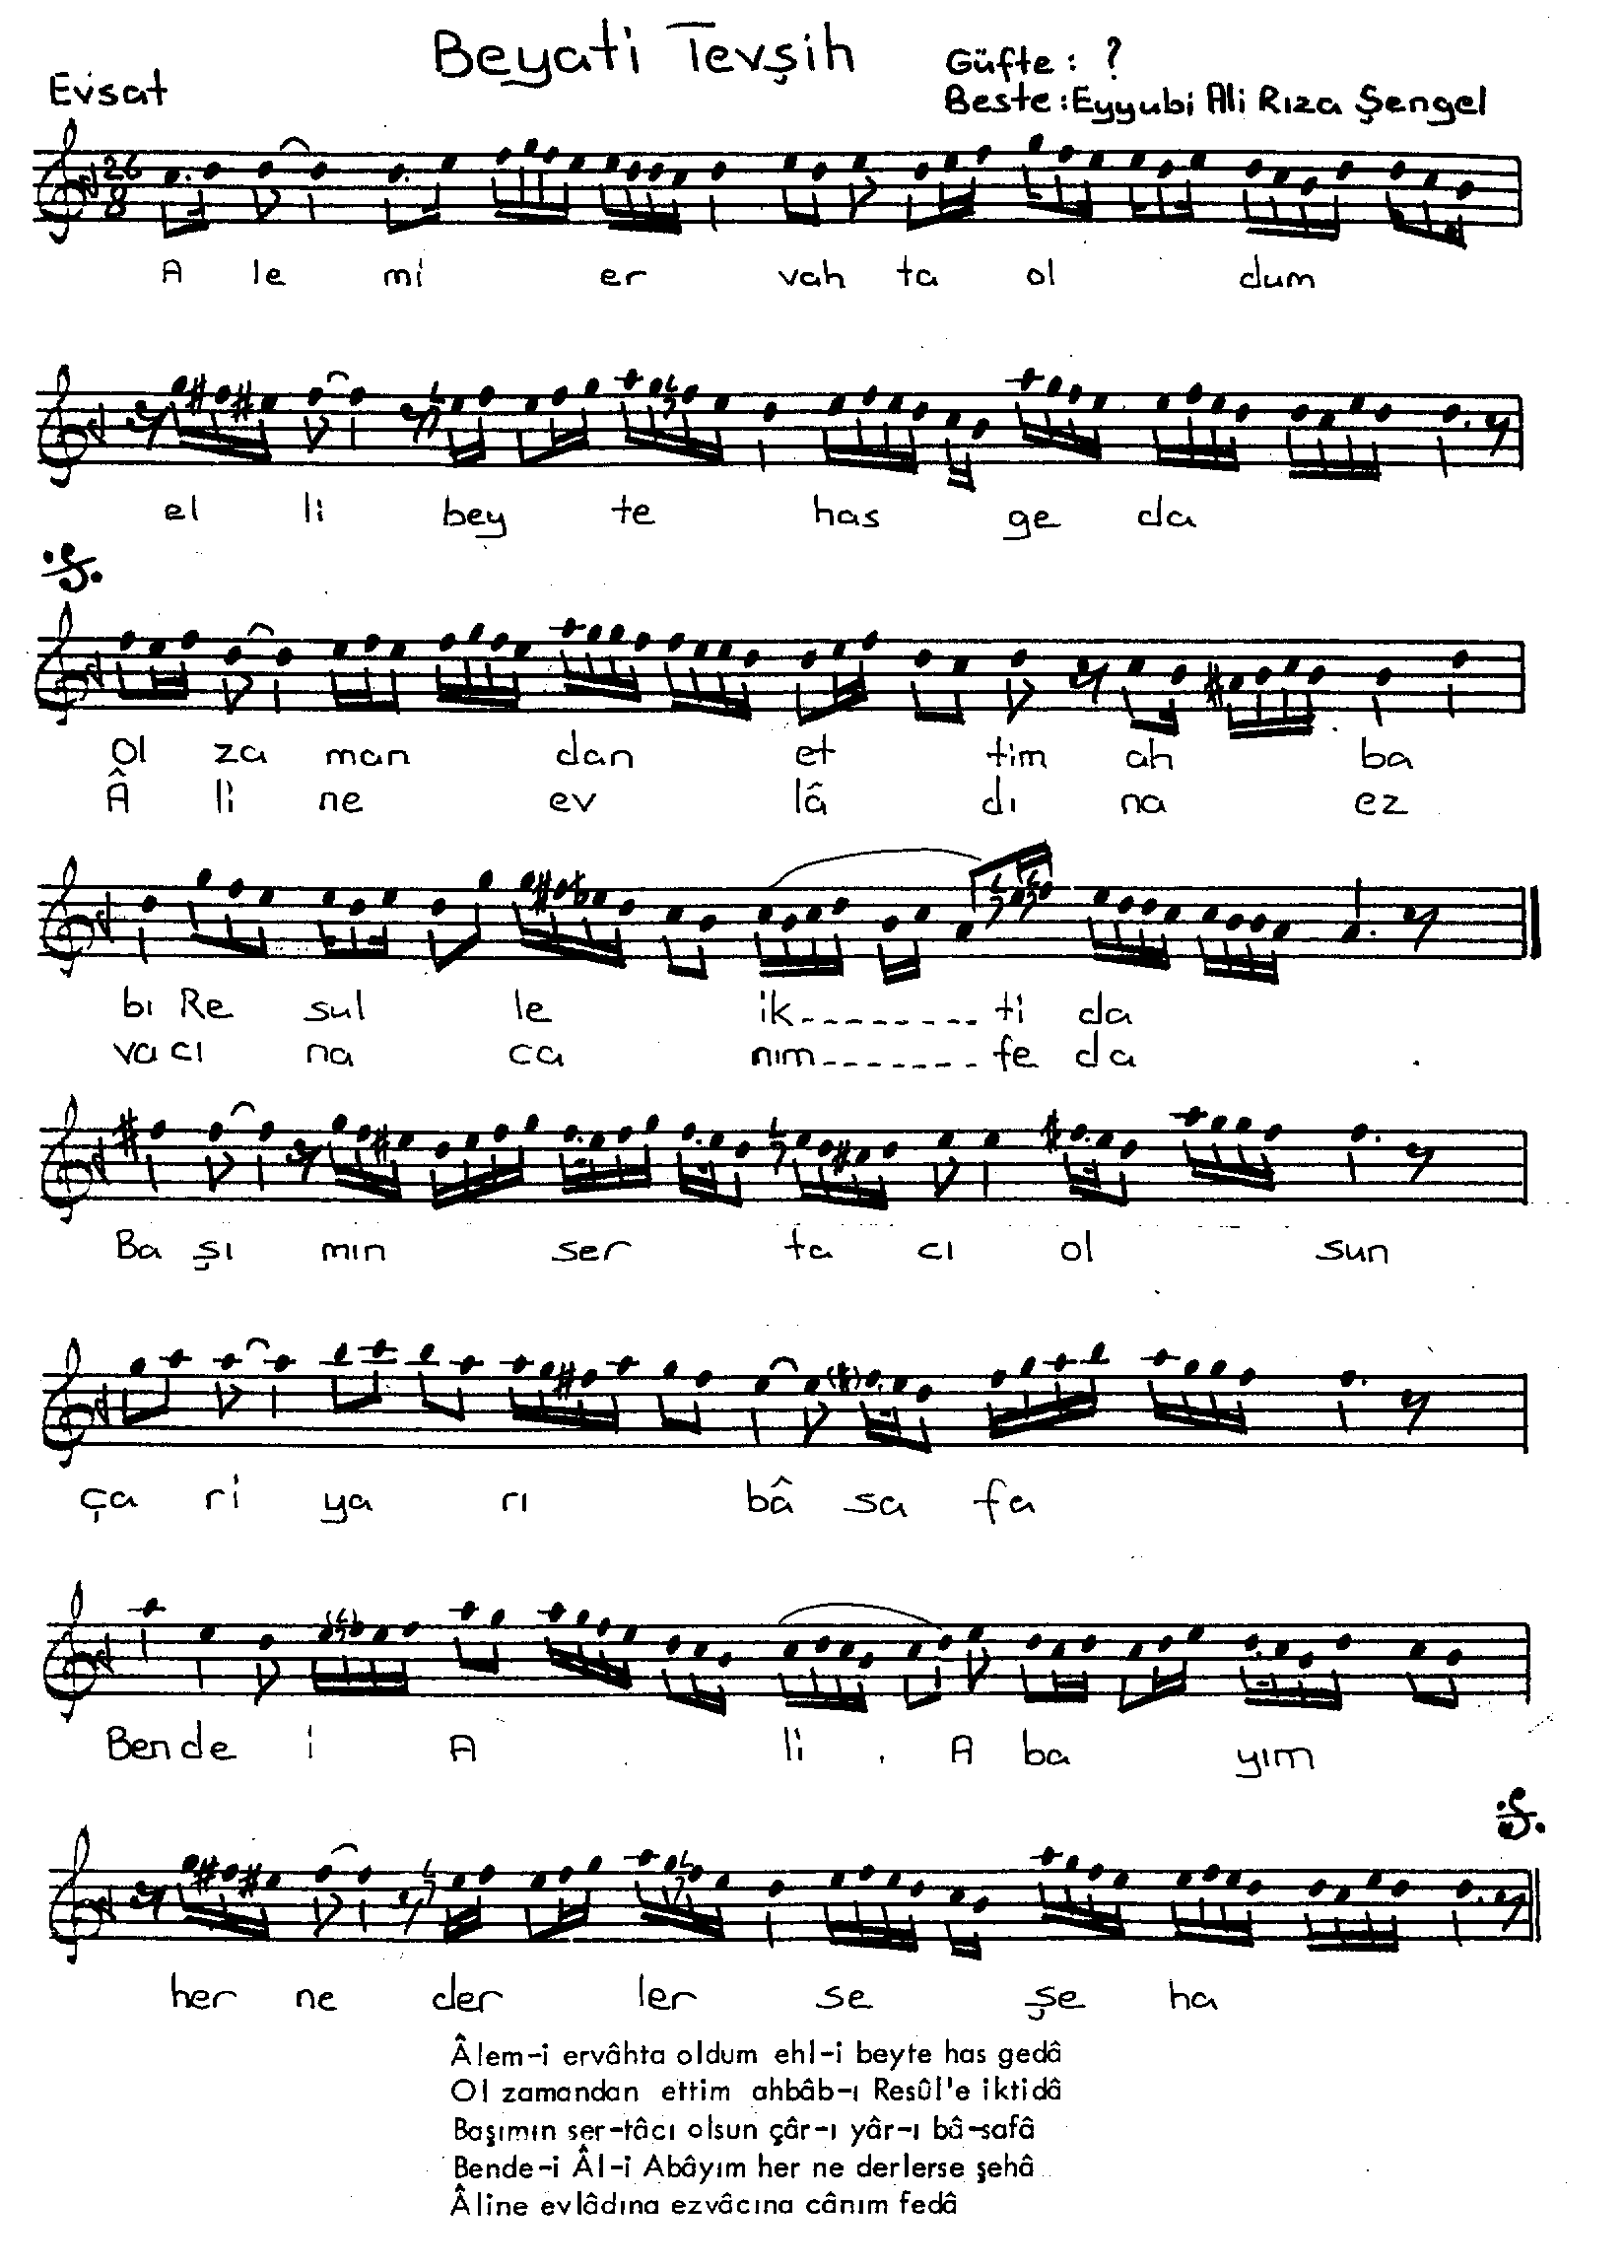 Beyati Tevşih
Güfte : ?
Evsat
Beste : Eyyubi Ali Rıza Şengel
26
8
A le mi er vah ta ol dum
el li bey te has ge da
Ol za man dan et tim ah ba
 li ne ev lâ dı na ez
bı Re sul le ik-------- ti da
va cı na ca nım------- fe da
Ba şı mın ser ta cı ol sun
ça ri ya rı bâ sa fa
Ben de i A li A ba yım
her ne der ler se şe ha
Âlem-i ervâhta oldum ehl-i beyte has gedâ
Ol zamandan ettim ahbâb-ı Resûl'e iktidâ
Başımın ser-tâcı olsun çâr-ı yâr-ı bâ-safâ
Bende-i Âl-i Abâyım her ne derlerse şehâ
Âline evlâdına ezvâcına cânım fedâ